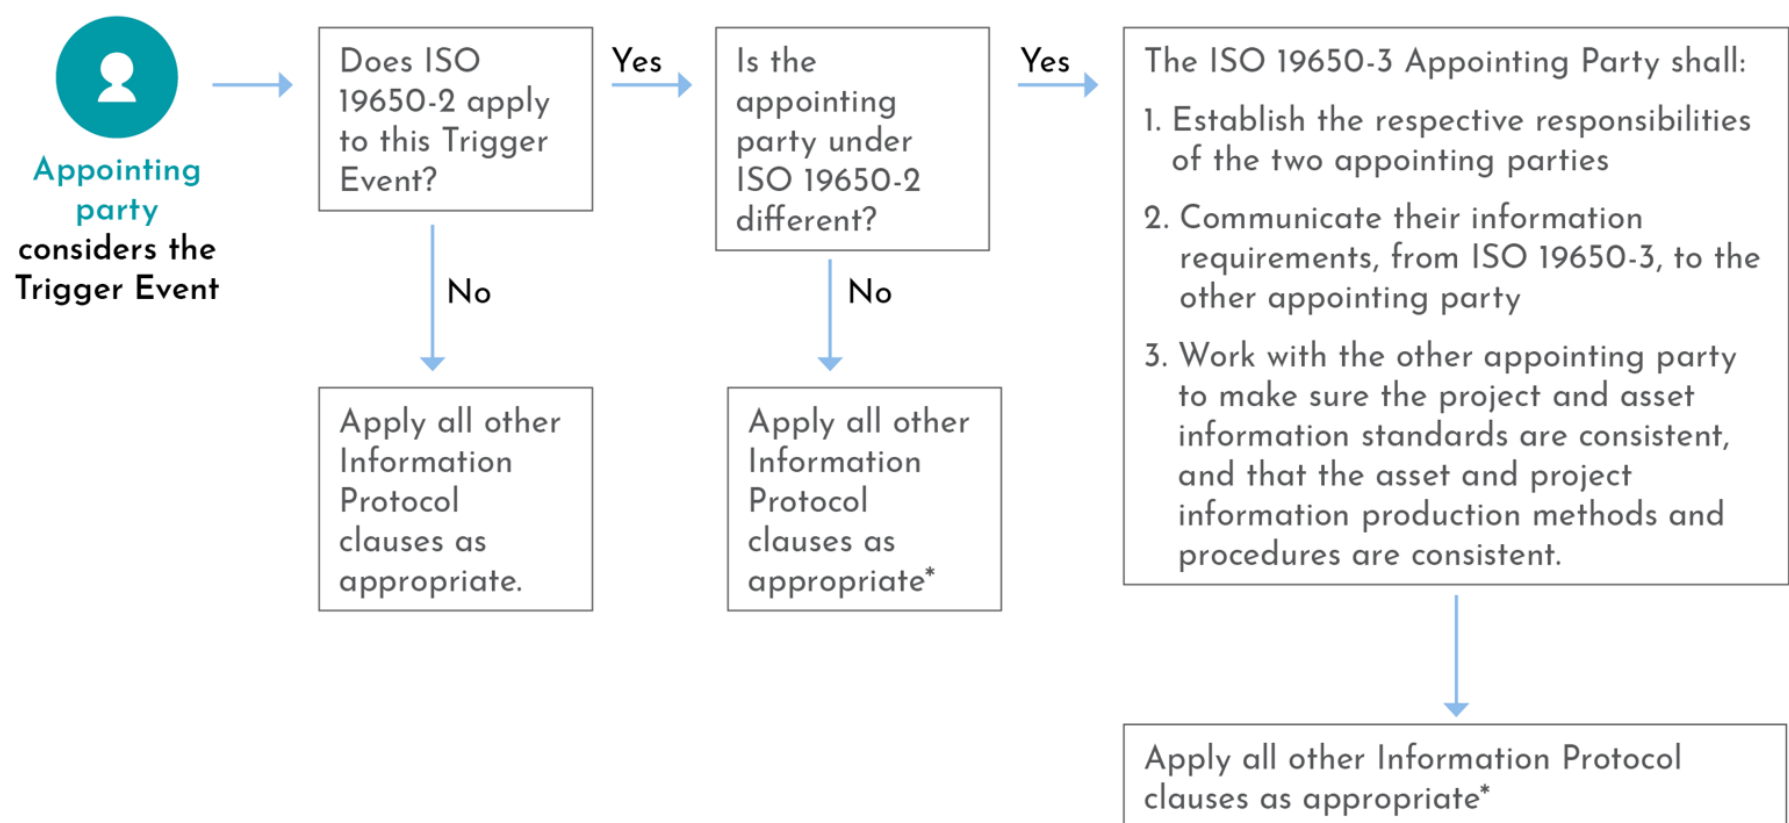 Appointing
party
considers the
Trigger Event
Does ISO
19650-2 apply
to this Trigger
Event?
Yes
No
Apply all other
Information
Protocol
clauses as
appropriate.
Is the
appointing
party under
ISO 19650-2
different?
Yes
No
Apply all other
Information
Protocol
clauses as
appropriate*
The ISO 19650-3 Appointing Party shall:
1. Establish the respective responsibilities
of the two appointing parties
2. Communicate their information
requirements, from ISO 19650-3, to the
other appointing party
3. Work with the other appointing party
to make sure the project and asset
information standards are consistent,
and that the asset and project
information production methods and
procedures are consistent.
Apply all other Information Protocol
clauses as appropriate*